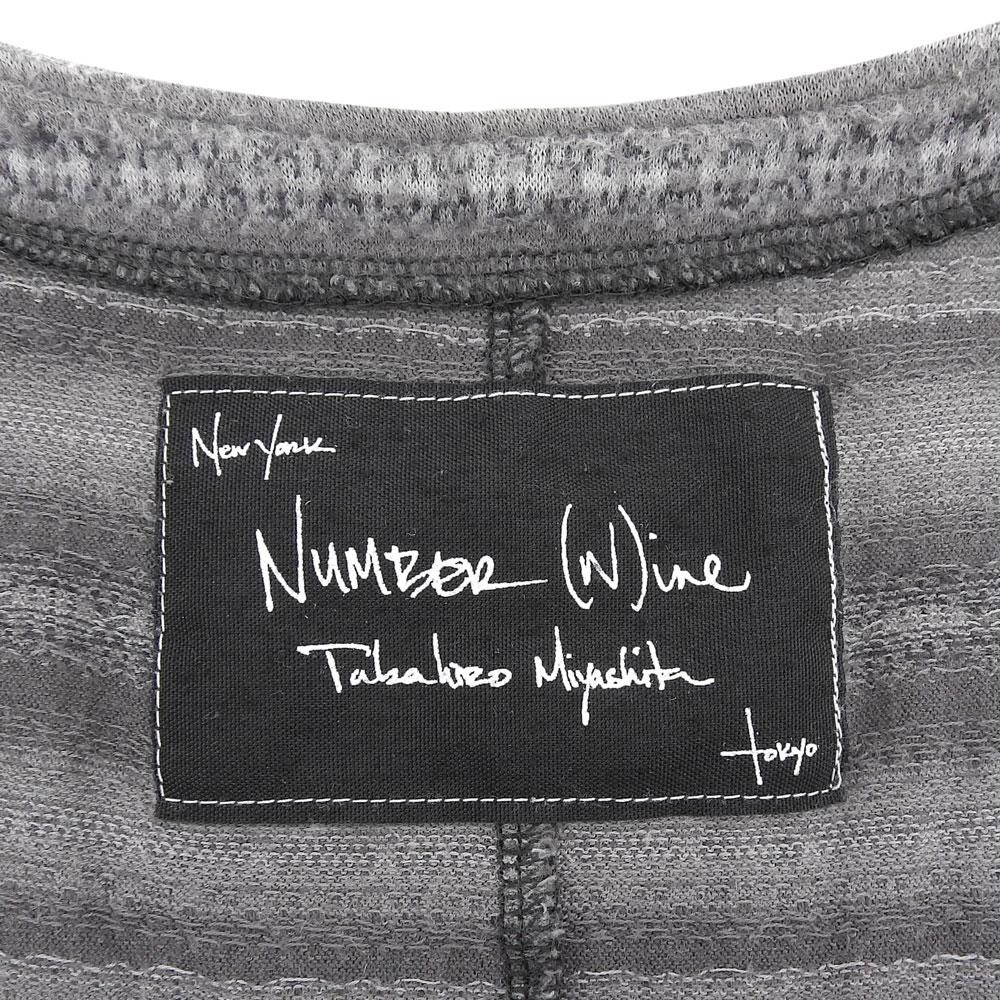 New York
NUMBER (N)ine
Takahiro Miyashita
Tokyo